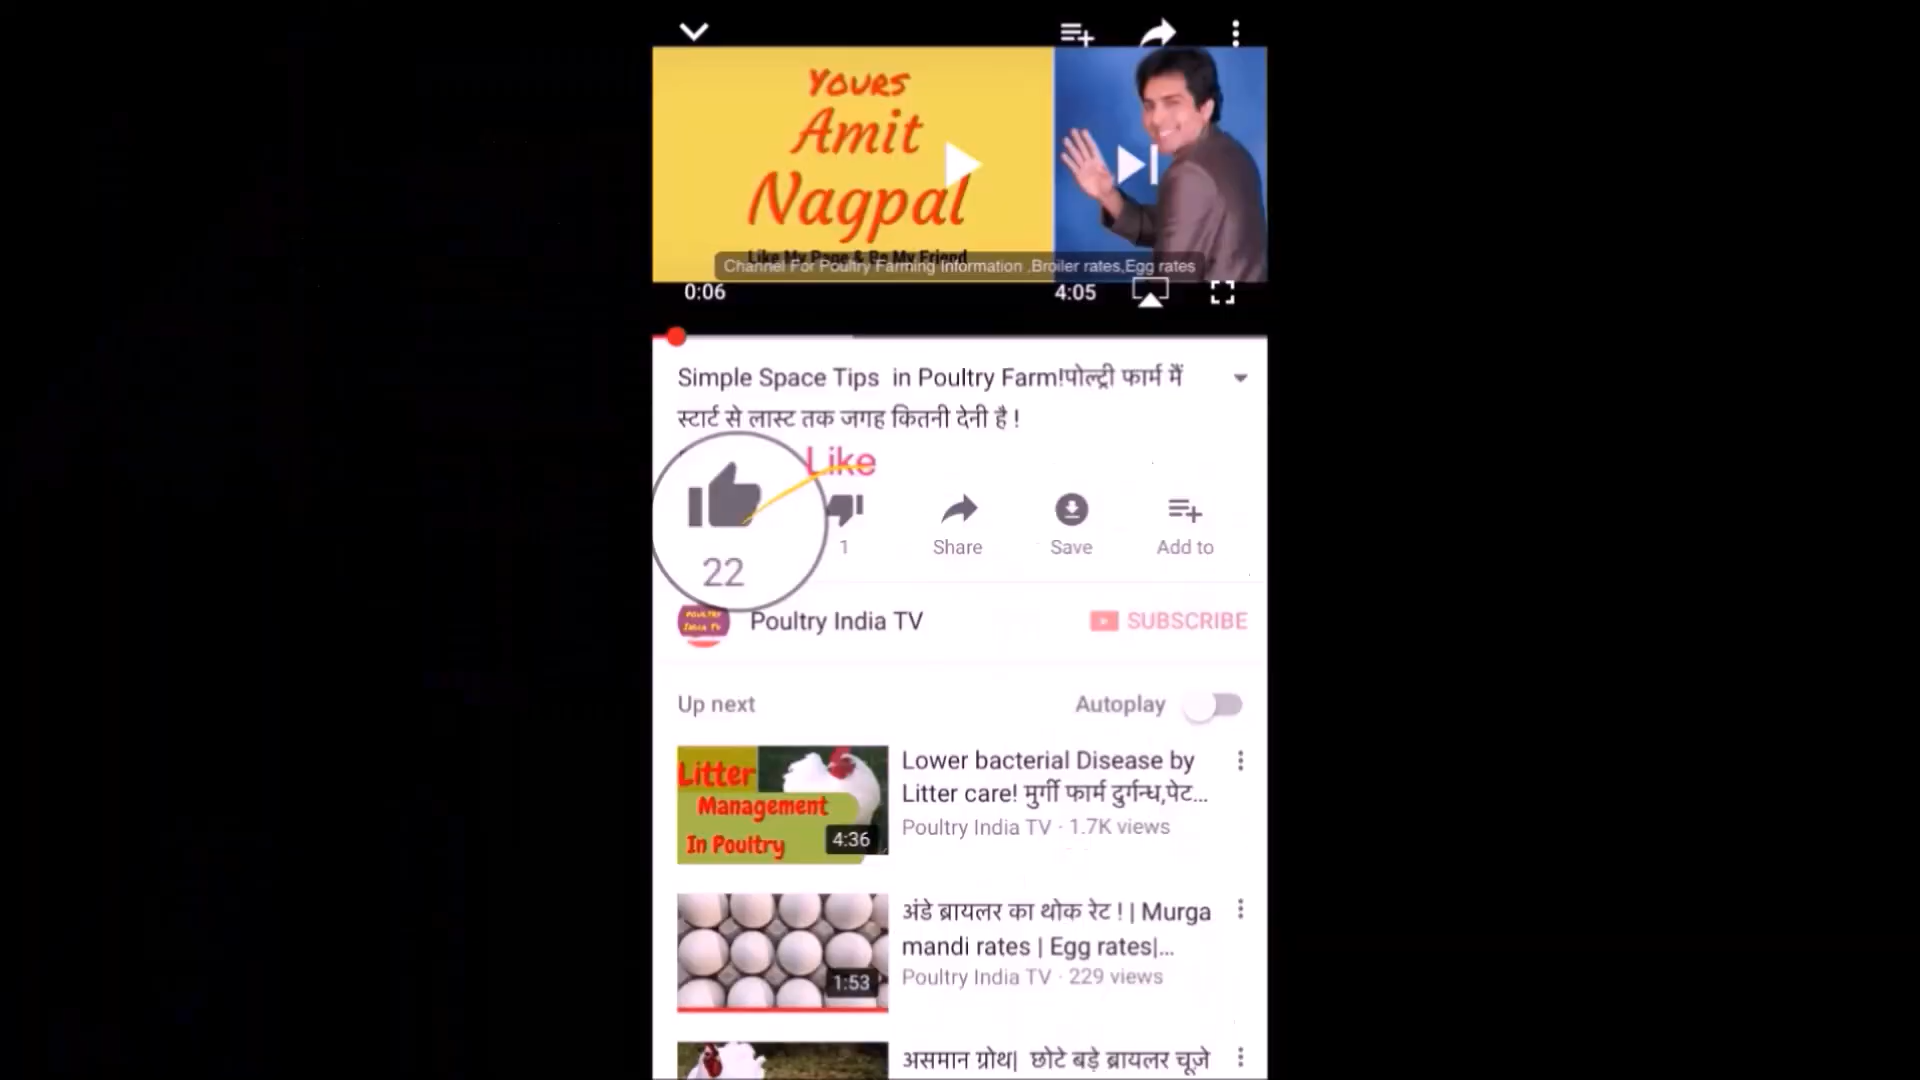 Yours
Amit
Nagpal
Like My Page & Be My Friend
Channel For Poultry Farming Information ,Broiler rates,Egg rates
0:06
4:05
Simple Space Tips in Poultry Farm!पोल्ट्री फार्म मैं
स्टार्ट से लास्ट तक जगह कितनी देनी है !
Like
22
1
Share
Save
Add to
POULTRY
India TV
Poultry India TV
SUBSCRIBE
Up next
Autoplay
Litter
Management
In Poultry
4:36
Lower bacterial Disease by
Litter care! मुर्गी फार्म दुर्गन्ध,पेट...
Poultry India TV · 1.7K views
1:53
अंडे ब्रायलर का थोक रेट ! | Murga
mandi rates | Egg rates|...
Poultry India TV · 229 views
असमान ग्रोथ| छोटे बड़े ब्रायलर चूज़े